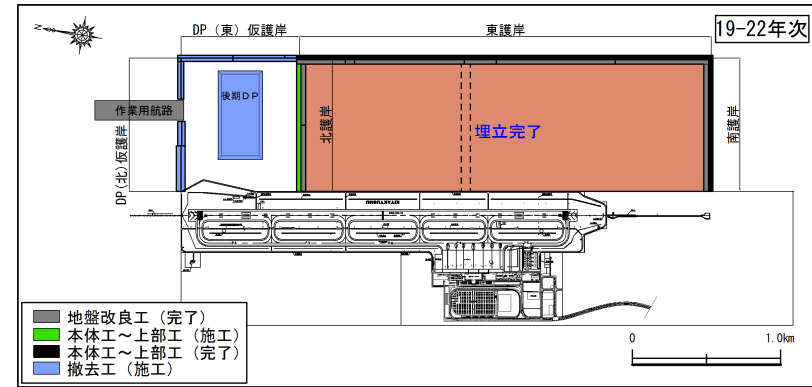 19-22年次
N
DP（東）仮護岸
東護岸
後期DP
作業用航路
DP(北)仮護岸
北護岸
埋立完了
南護岸
地盤改良工（完了）
本体工～上部工（施工）
本体工～上部工（完了）
撤去工（施工）
0
1.0km